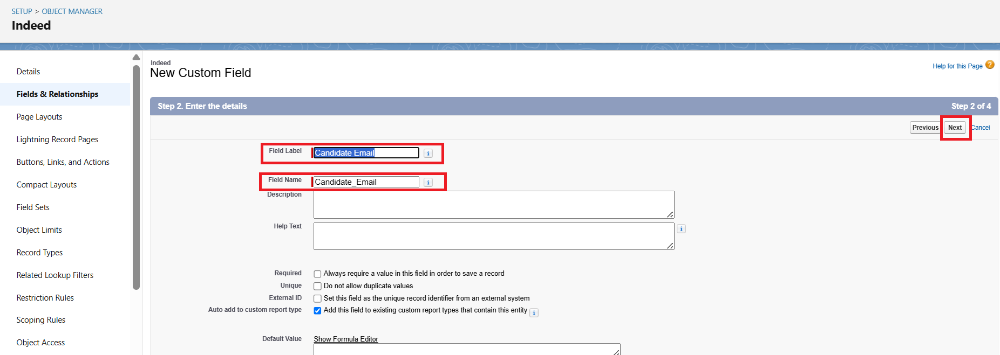 SETUP > OBJECT MANAGER
Indeed
Details
Fields & Relationships
Page Layouts
Lightning Record Pages
Buttons, Links, and Actions
Compact Layouts
Field Sets
Object Limits
Record Types
Related Lookup Filters
Restriction Rules
Scoping Rules
Object Access
Indeed
New Custom Field
Help for this Page ?
Step 2. Enter the details Step 2 of 4
Previous Next Cancel
Field Label Candidate Email i
Field Name Candidate_Email i
Description
Help Text i
Required Always require a value in this field in order to save a record
Unique Do not allow duplicate values
External ID Set this field as the unique record identifier from an external system
Auto add to custom report type Add this field to existing custom report types that contain this entity i
Default Value Show Formula Editor